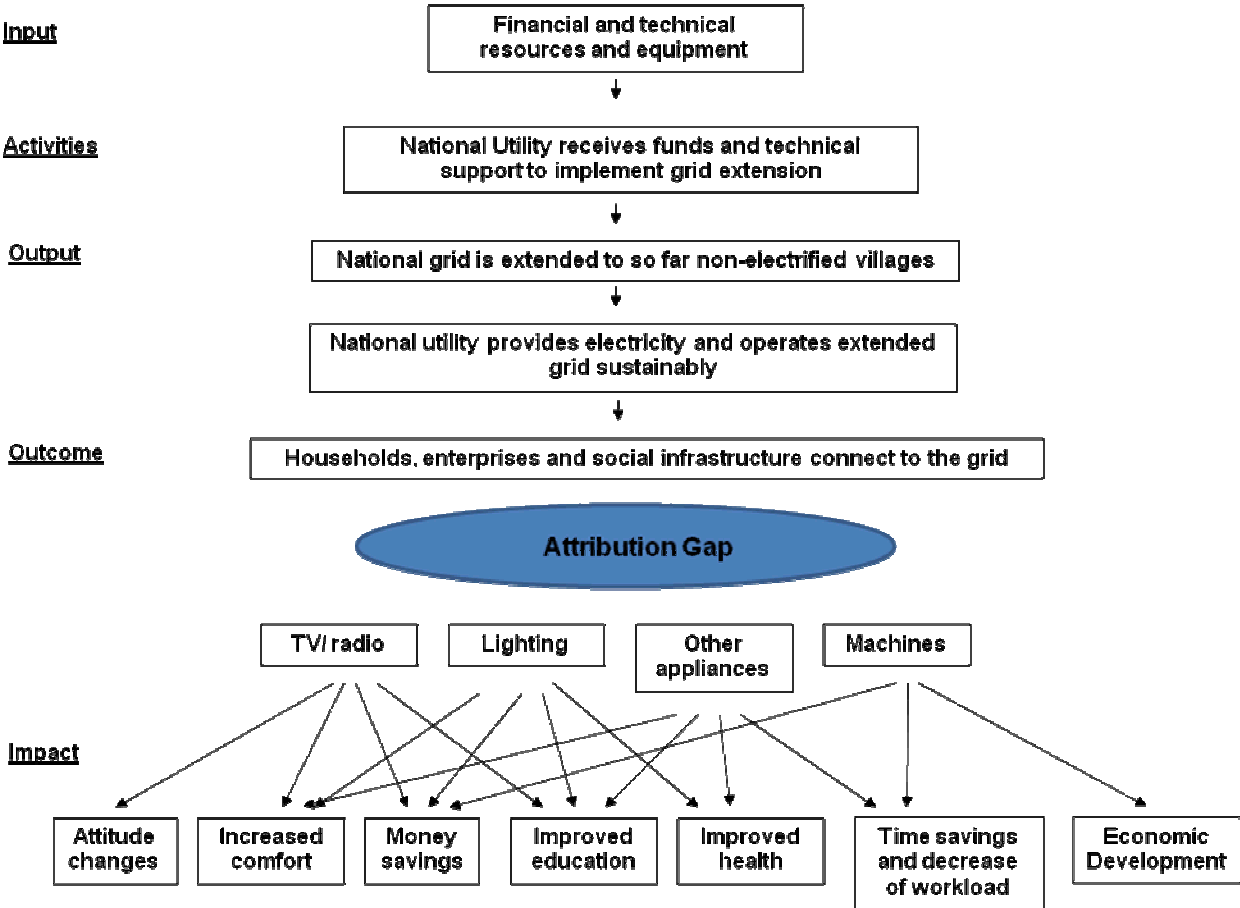 Input
Financial and technical
resources and equipment
Activities
National Utility receives funds and technical
support to implement grid extension
Output
National grid is extended to so far non-electrified villages
National utility provides electricity and operates extended
grid sustainably
Outcome
Households, enterprises and social infrastructure connect to the grid
Attribution Gap
TV/ radio
Lighting
Other
appliances
Machines
Impact
Attitude
changes
Increased
comfort
Money
savings
Improved
education
Improved
health
Time savings
and decrease
of workload
Economic
Development